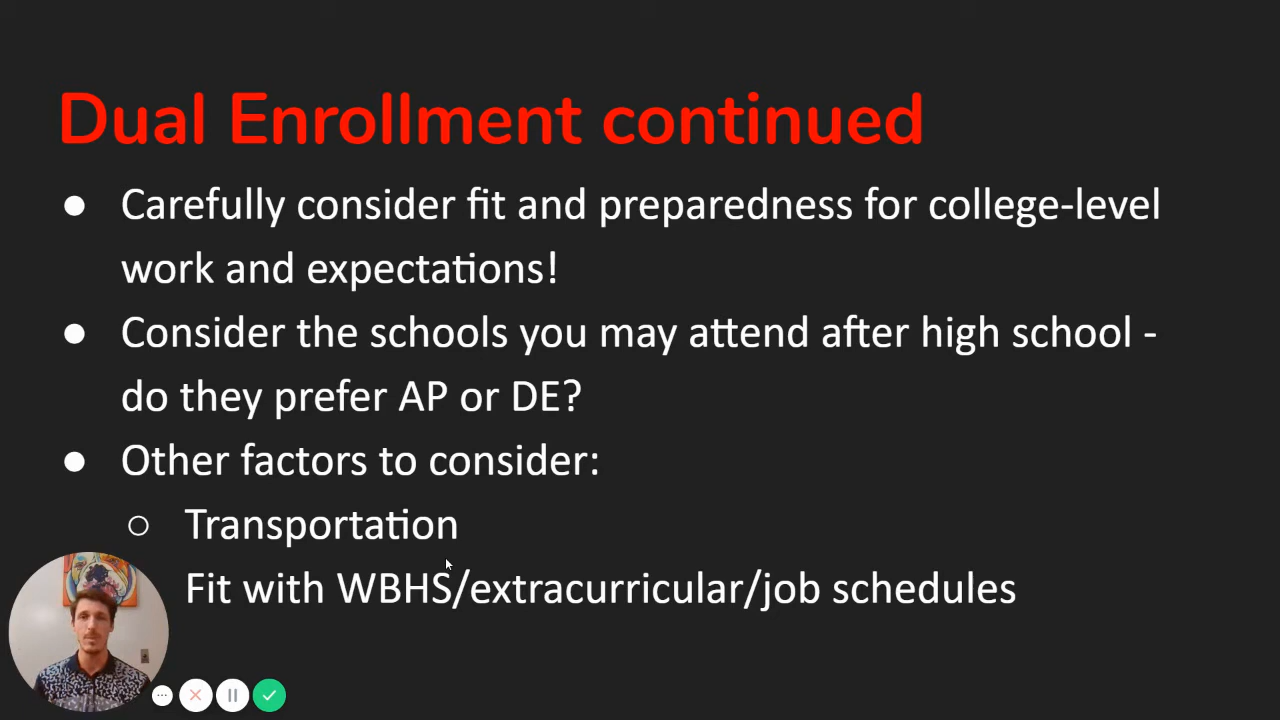 Dual Enrollment continued
● Carefully consider fit and preparedness for college-level
work and expectations!
● Consider the schools you may attend after high school -
do they prefer AP or DE?
● Other factors to consider:
○ Transportation
Fit with WBHS/extracurricular/job schedules